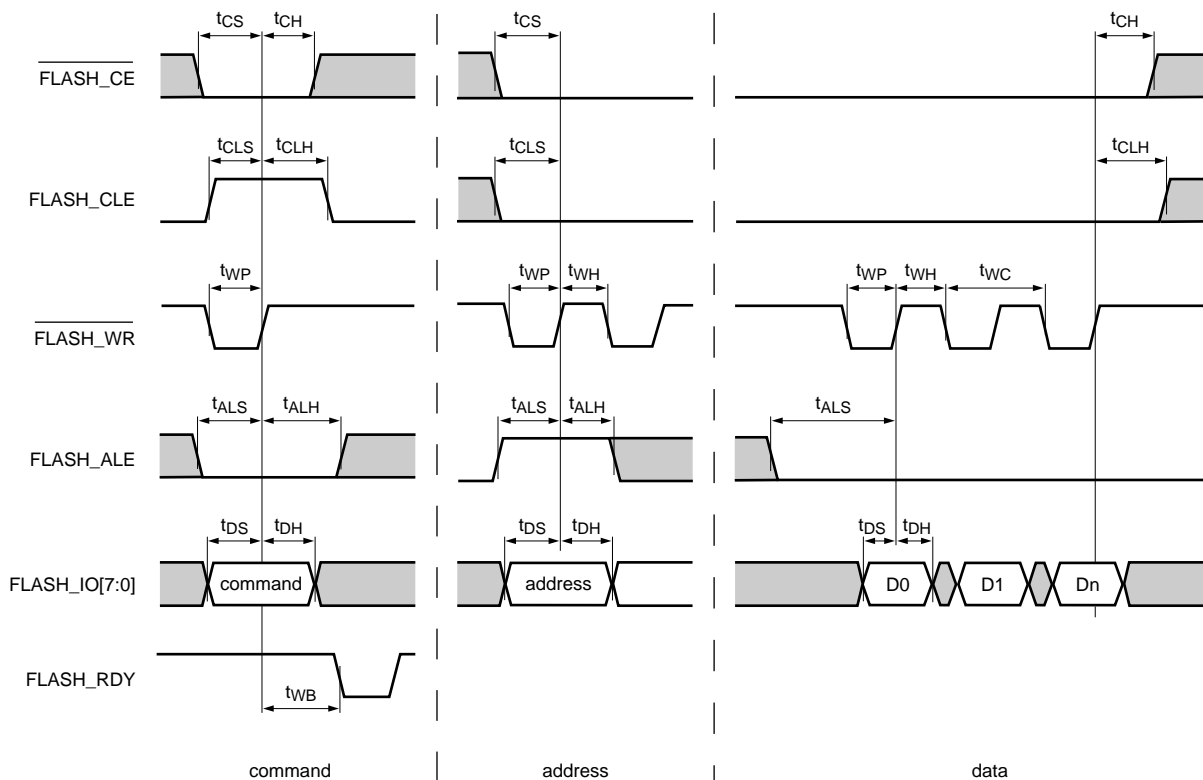 tCS tCH tCS tCH
FLASH_CE
tCLS tCLH tCLS tCLH
FLASH_CLE
tWP tWP tWH tWP tWH tWC
FLASH_WR
tALS tALH tALS tALH tALS
FLASH_ALE
tDS tDH tDS tDH tDS tDH
FLASH_IO[7:0] command address D0 D1 Dn
FLASH_RDY
tWB
command address data